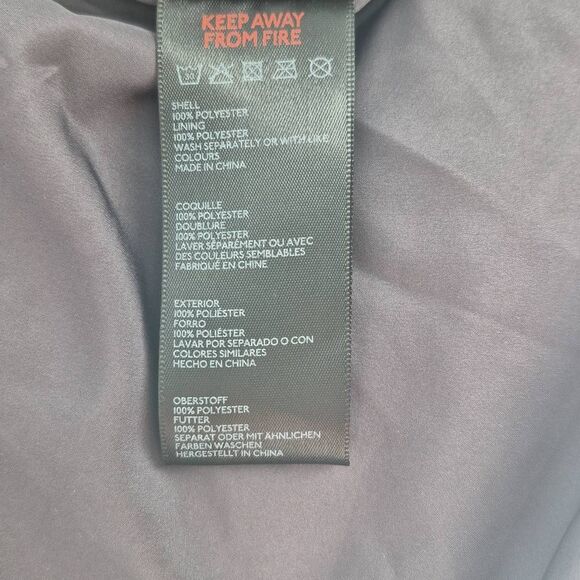 KEEP AWAY
FROM FIRE
30
SHELL
100% POLYESTER
LINING
100% POLYESTER
WASH SEPARATELY OR WITH LIKE
COLOURS
MADE IN CHINA
COQUILLE
100% POLYESTER
DOUBLURE
100% POLYESTER
LAVER SÉPARÉMENT OU AVEC
DES COULEURS SEMBLABLES
FABRIQUÉ EN CHINE
EXTERIOR
100% POLIÉSTER
FORRO
100% POLIÉSTER
LAVAR POR SEPARADO O CON
COLORES SIMILARES
HECHO EN CHINA
OBERSTOFF
100% POLYESTER
FUTTER
100% POLYESTER
SEPARAT ODER MIT ÄHNLICHEN
FARBEN WASCHEN
HERGESTELLT IN CHINA